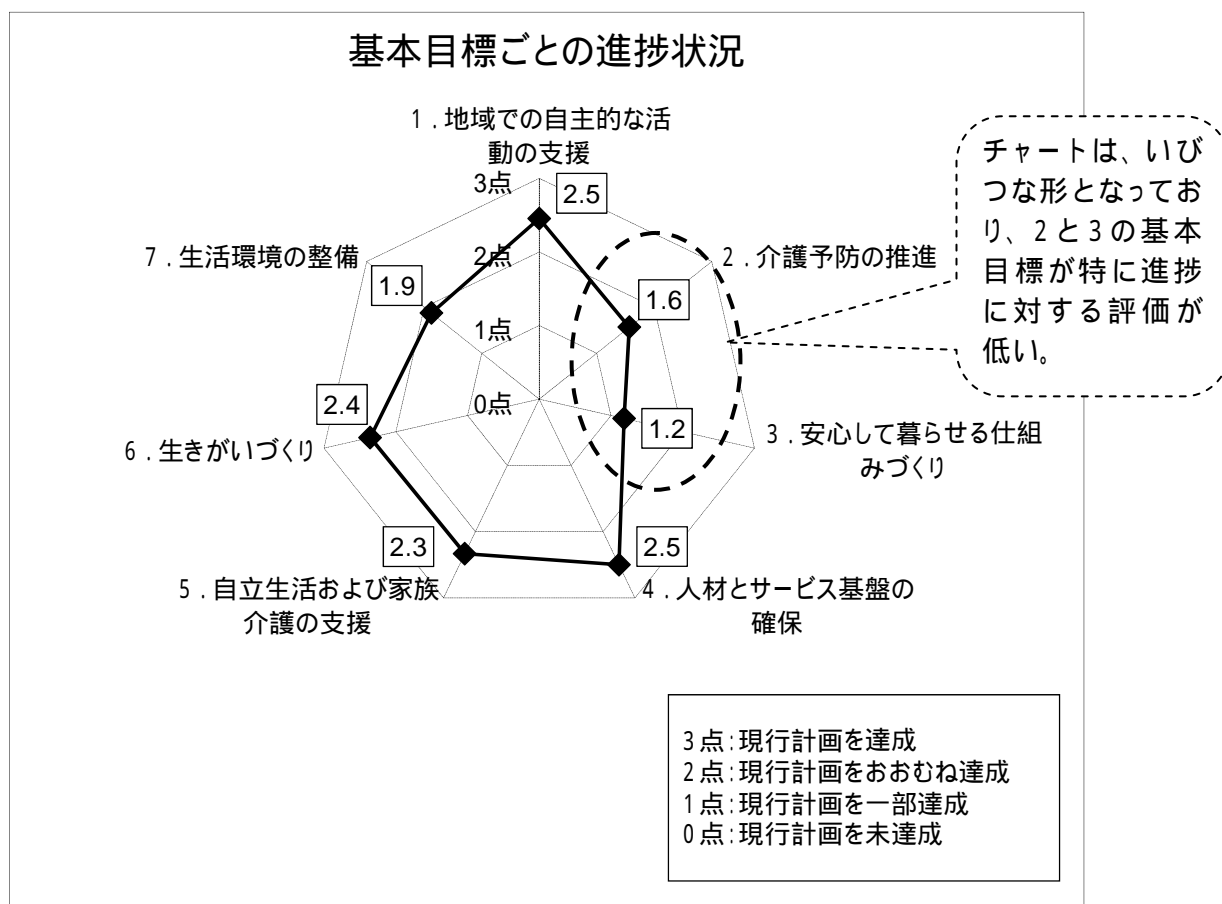 基本目標ごとの進捗状況
1.地域での自主的な活
動の支援
3点
2.5
2点
1点
0点
2.介護予防の推進
1.6
3.安心して暮らせる仕組
みづくり
1.2
4.人材とサービス基盤の
確保
2.5
5.自立生活および家族
介護の支援
2.3
6.生きがいづくり
2.4
7.生活環境の整備
1.9
チャートは、いび
つな形となってお
り、2と3の基本
目標が特に進捗
に対する評価が
低い。
3点:現行計画を達成
2点:現行計画をおおむね達成
1点:現行計画を一部達成
0点:現行計画を未達成